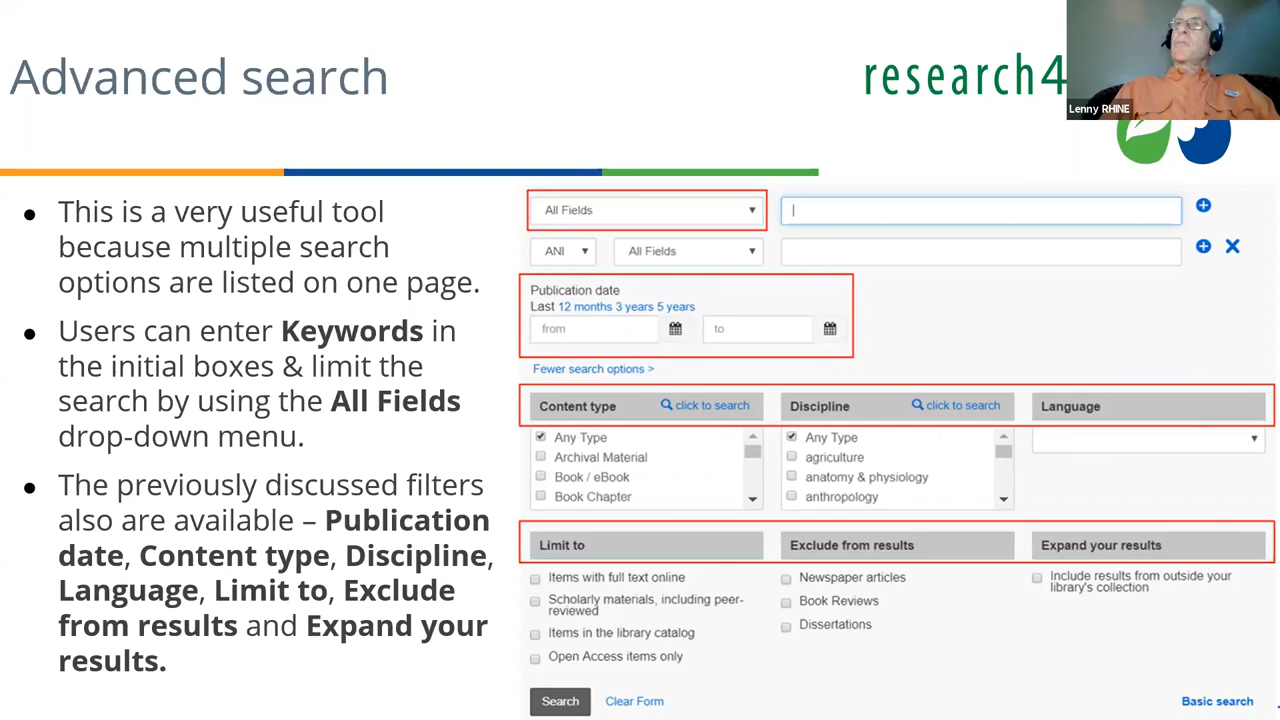 Advanced search
research4
Lenny RHINE
● This is a very useful tool
because multiple search
options are listed on one page.
● Users can enter Keywords in
the initial boxes & limit the
search by using the All Fields
drop-down menu.
● The previously discussed filters
also are available – Publication
date, Content type, Discipline,
Language, Limit to, Exclude
from results and Expand your
results.
All Fields
ANI All Fields
Publication date
Last 12 months 3 years 5 years
from to
Fewer search options >
Content type click to search Discipline click to search Language
Any Type Any Type
Archival Material agriculture
Book / eBook anatomy & physiology
Book Chapter anthropology
Limit to Exclude from results Expand your results
Items with full text online Newspaper articles Include results from outside your
library's collection
Scholarly materials, including peer-
reviewed Book Reviews
Items in the library catalog Dissertations
Open Access items only
Search Clear Form Basic search